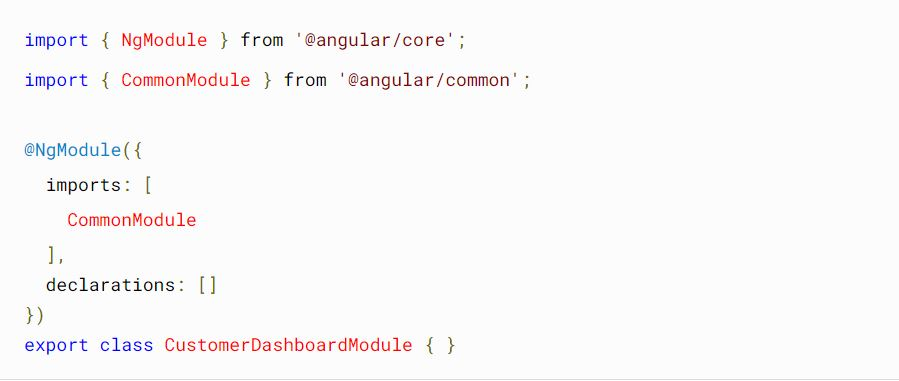 import { NgModule } from '@angular/core';
import { CommonModule } from '@angular/common';
@NgModule({
imports: [
CommonModule
],
declarations: []
})
export class CustomerDashboardModule { }